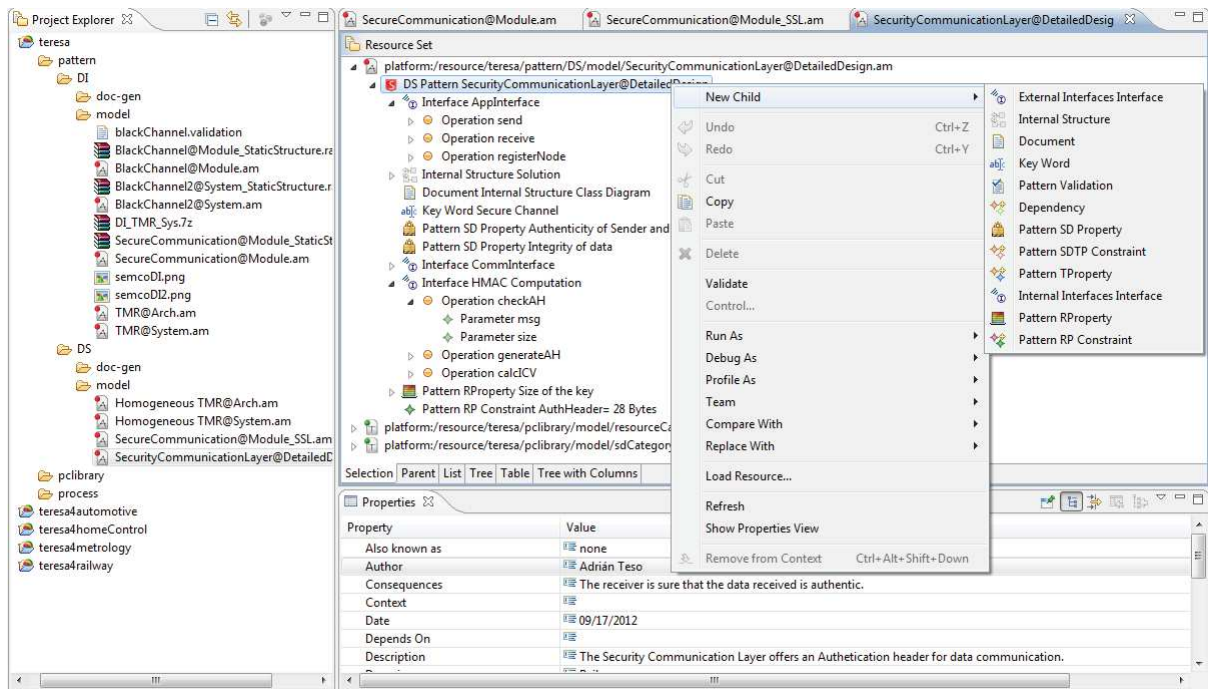 Project Explorer
teresa
pattern
DI
doc-gen
model
blackChannel.validation
BlackChannel@Module_StaticStructure.ra
BlackChannel@Module.am
BlackChannel2@System_StaticStructure.r
BlackChannel2@System.am
DI_TMR_Sys.7z
SecureCommunication@Module_StaticSt
SecureCommunication@Module.am
semcoDI.png
semcoDI2.png
TMR@Arch.am
TMR@System.am
DS
doc-gen
model
Homogeneous TMR@Arch.am
Homogeneous TMR@System.am
SecureCommunication@Module_SSL.am
SecurityCommunicationLayer@DetailedD
pclibrary
process
teresa4automotive
teresa4homeControl
teresa4metrology
teresa4railway
SecureCommunication@Module.am
SecureCommunication@Module_SSL.am
SecurityCommunicationLayer@DetailedDesig
Resource Set
platform:/resource/teresa/pattern/DS/model/SecurityCommunicationLayer@DetailedDesign.am
DS Pattern SecurityCommunicationLayer@DetailedDesign
Interface AppInterface
Operation send
Operation receive
Operation registerNode
Internal Structure Solution
Document Internal Structure Class Diagram
Key Word Secure Channel
Pattern SD Property Authenticity of Sender and
Pattern SD Property Integrity of data
Interface CommInterface
Interface HMAC Computation
Operation checkAH
Parameter msg
Parameter size
Operation generateAH
Operation calcICV
Pattern RProperty Size of the key
Pattern RP Constraint AuthHeader= 28 Bytes
platform:/resource/teresa/pclibrary/model/resourceCa
platform:/resource/teresa/pclibrary/model/sdCategory
Selection Parent List Tree Table Tree with Columns
New Child
Undo Ctrl+Z
Redo Ctrl+Y
Cut
Copy
Paste
Delete
Validate
Control...
Run As
Debug As
Profile As
Team
Compare With
Replace With
Load Resource...
Refresh
Show Properties View
Remove from Context Ctrl+Alt+Shift+Down
External Interfaces Interface
Internal Structure
Document
Key Word
Pattern Validation
Dependency
Pattern SD Property
Pattern SDTP Constraint
Pattern TProperty
Internal Interfaces Interface
Pattern RProperty
Pattern RP Constraint
Properties
Property Value
Also known as none
Author Adrián Teso
Consequences The receiver is sure that the data received is authentic.
Context
Date 09/17/2012
Depends On
Description The Security Communication Layer offers an Authetication header for data communication.